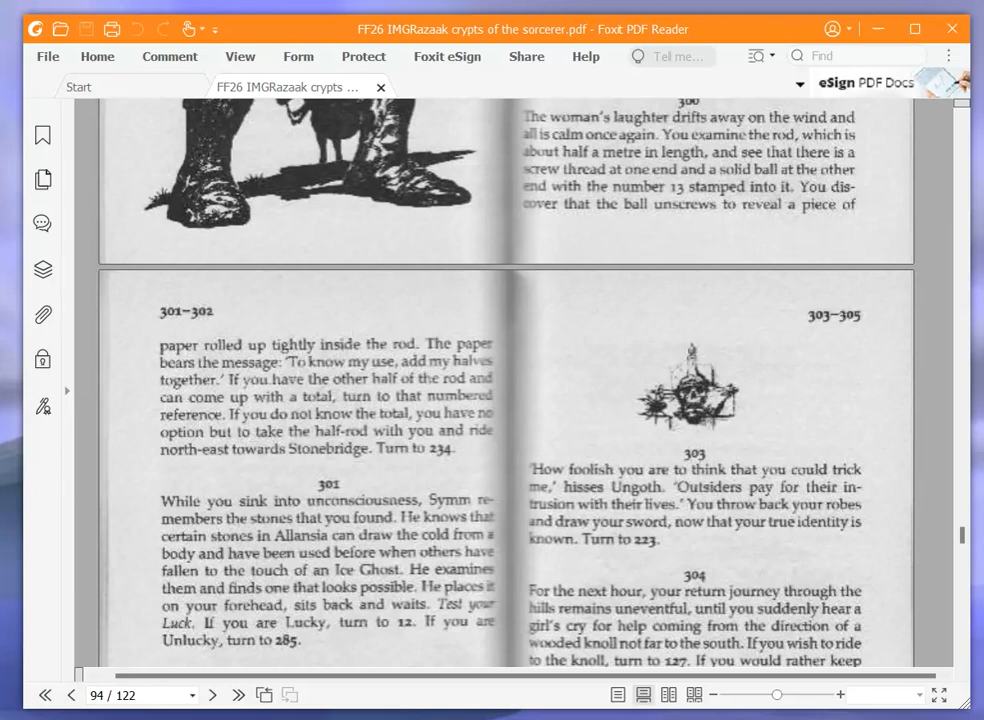 FF26 IMGRazaak crypts of the sorcerer.pdf - Foxit PDF Reader
File Home Comment View Form Protect Foxit eSign Share Help Tell me... Find
Start FF26 IMGRazaak crypts ... eSign PDF Docs
300
The woman's laughter drifts away on the wind and
all is calm once again. You examine the rod, which is
about half a metre in length, and see that there is a
screw thread at one end and a solid ball at the other
end with the number 13 stamped into it. You dis-
cover that the ball unscrews to reveal a piece of
301–302
paper rolled up tightly inside the rod. The paper
bears the message: 'To know my use, add my halves
together.' If you have the other half of the rod and
can come up with a total, turn to that numbered
reference. If you do not know the total, you have no
option but to take the half-rod with you and ride
north-east towards Stonebridge. Turn to 234.
301
While you sink into unconsciousness, Symm re-
members the stones that you found. He knows that
certain stones in Allansia can draw the cold from a
body and have been used before when others have
fallen to the touch of an Ice Ghost. He examines
them and finds one that looks possible. He places it
on your forehead, sits back and waits. Test your
Luck. If you are Lucky, turn to 12. If you are
Unlucky, turn to 285.
303–305
303
'How foolish you are to think that you could trick
me,' hisses Ungoth. 'Outsiders pay for their in-
trusion with their lives.' You throw back your robes
and draw your sword, now that your true identity is
known. Turn to 223.
304
For the next hour, your return journey through the
hills remains uneventful, until you suddenly hear a
girl's cry for help coming from the direction of a
wooded knoll not far to the south. If you wish to ride
to the knoll, turn to 127. If you would rather keep
94 / 122